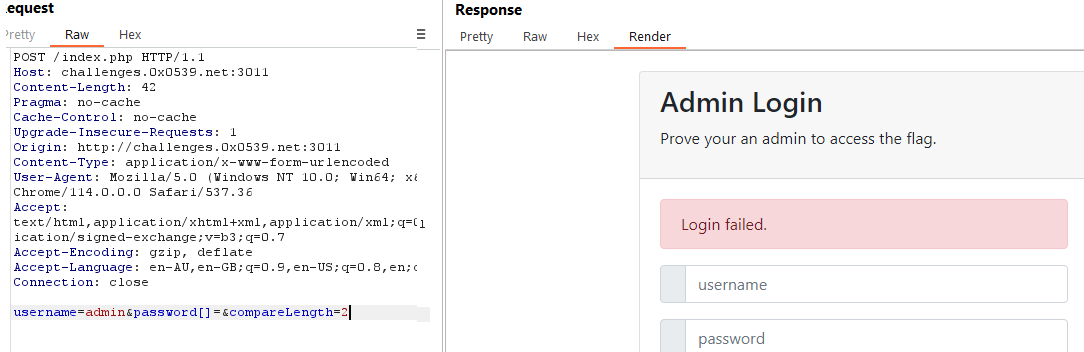 equest
Pretty Raw Hex
POST /index.php HTTP/1.1
Host: challenges.0x0539.net:3011
Content-Length: 42
Pragma: no-cache
Cache-Control: no-cache
Upgrade-Insecure-Requests: 1
Origin: http://challenges.0x0539.net:3011
Content-Type: application/x-www-form-urlencoded
User-Agent: Mozilla/5.0 (Windows NT 10.0; Win64; x6
Chrome/114.0.0.0 Safari/537.36
Accept:
text/html,application/xhtml+xml,application/xml;q=0
ication/signed-exchange;v=b3;q=0.7
Accept-Encoding: gzip, deflate
Accept-Language: en-AU,en-GB;q=0.9,en-US;q=0.8,en;
Connection: close
username=admin&password[]=&compareLength=2
Response
Pretty Raw Hex Render
Admin Login
Prove your an admin to access the flag.
Login failed.
username
password